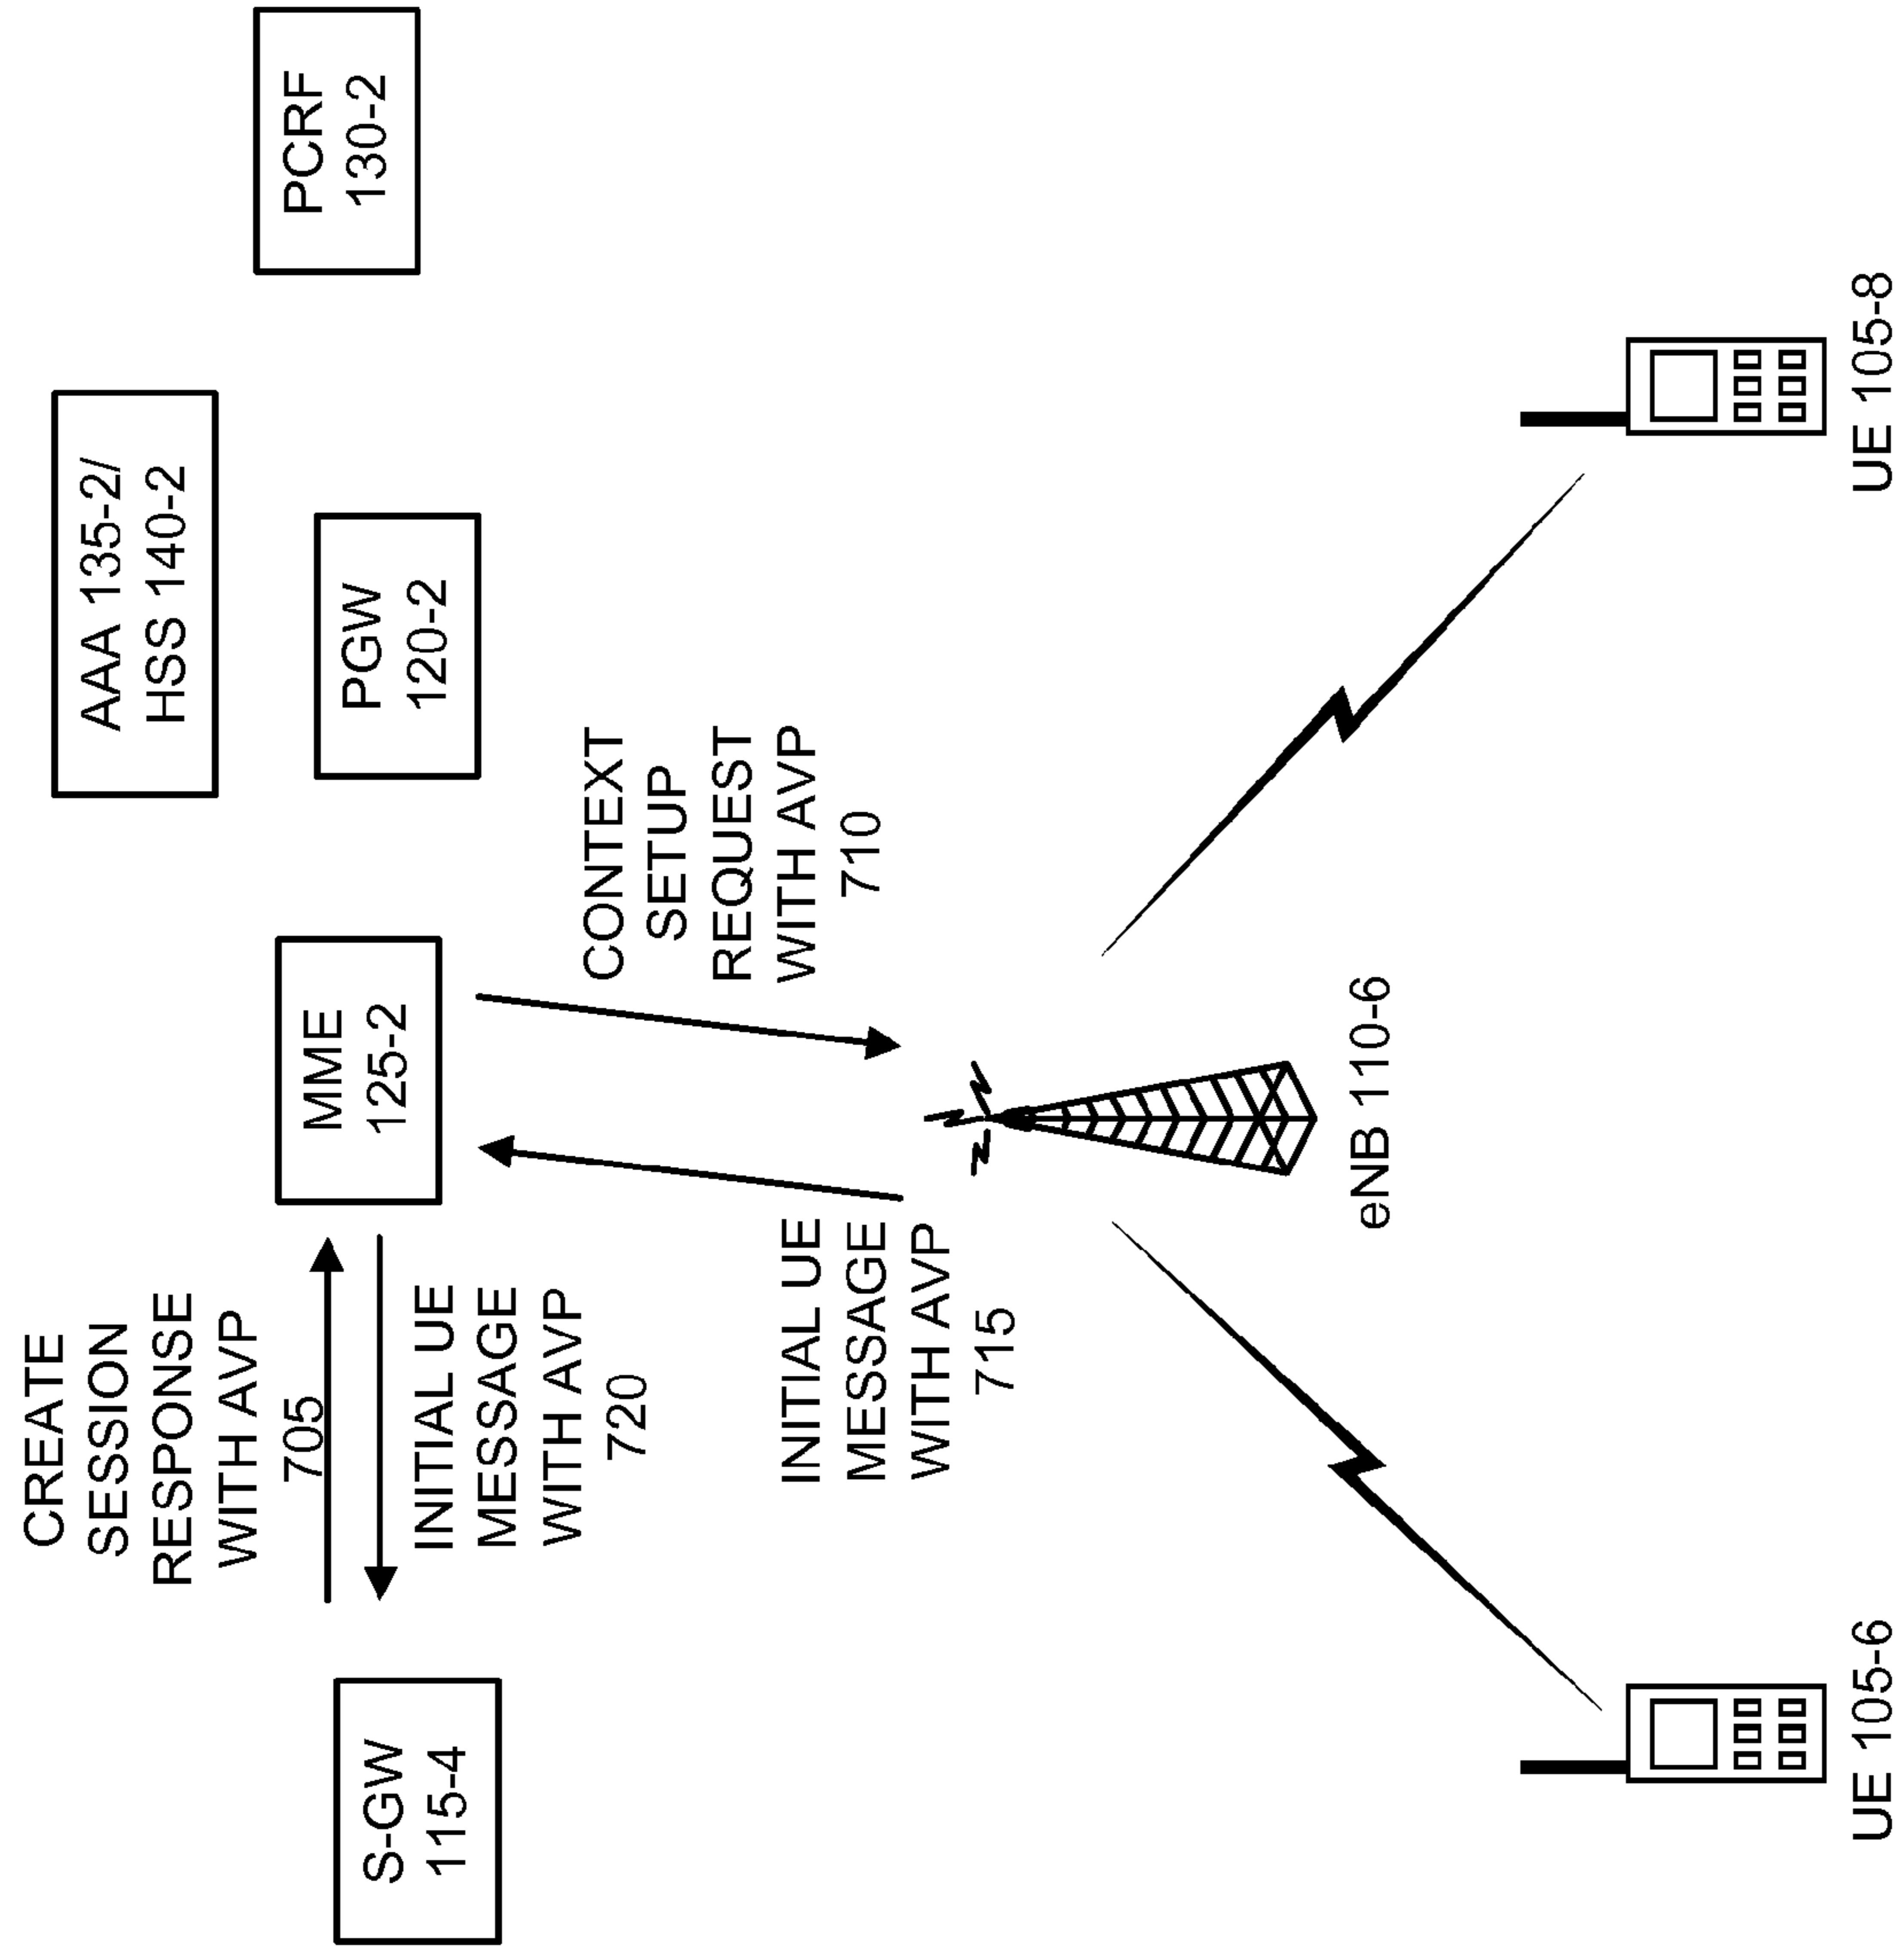 CREATE
SESSION
RESPONSE
WITH AVP
705
AAA 135-2/
HSS 140-2
PCRF
130-2
S-GW
115-4
MME
125-2
PGW
120-2
INITIAL UE
MESSAGE
WITH AVP
720
CONTEXT
SETUP
REQUEST
WITH AVP
710
INITIAL UE
MESSAGE
WITH AVP
715
eNB 110-6
UE 105-6
UE 105-8